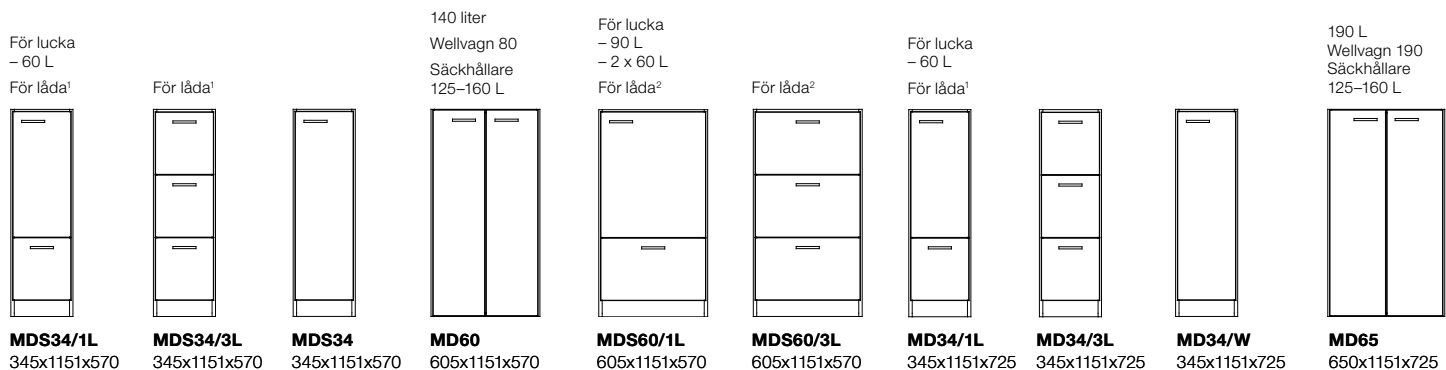 För lucka
– 60 L
För låda¹
För låda¹
140 liter
Wellvagn 80
Säckhållare
125–160 L
För lucka
– 90 L
– 2 x 60 L
För låda²
För låda²
För lucka
– 60 L
För låda¹
190 L
Wellvagn 190
Säckhållare
125–160 L
MDS34/1L
345x1151x570
MDS34/3L
345x1151x570
MDS34
345x1151x570
MD60
605x1151x570
MDS60/1L
605x1151x570
MDS60/3L
605x1151x570
MD34/1L
345x1151x725
MD34/3L
345x1151x725
MD34/W
345x1151x725
MD65
650x1151x725